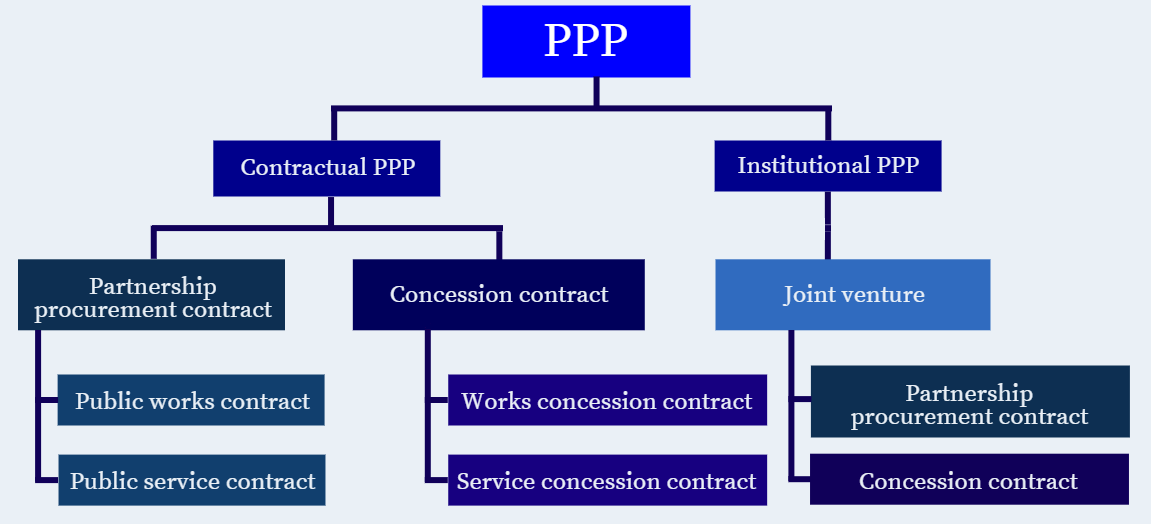 PPP
Contractual PPP
Institutional PPP
Partnership
procurement contract
Concession contract
Joint venture
Public works contract
Works concession contract
Partnership
procurement contract
Public service contract
Service concession contract
Concession contract